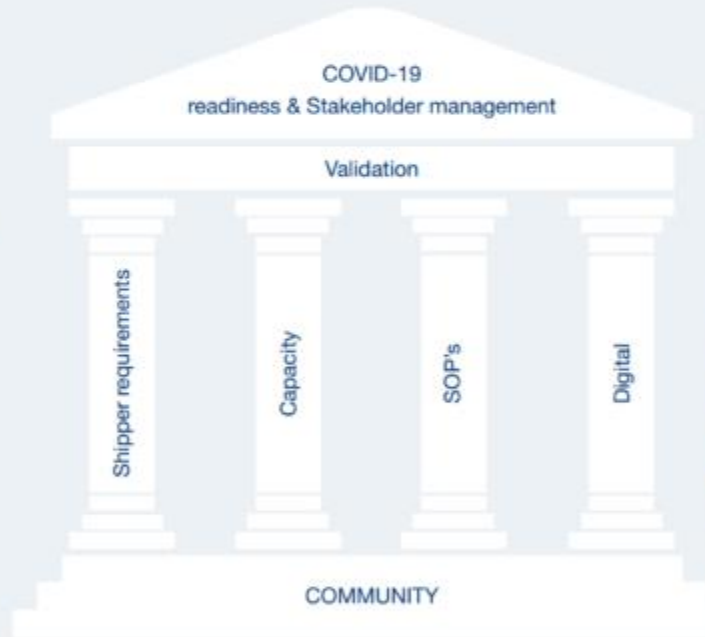 COVID-19
readiness & Stakeholder management
Validation
Shipper requirements
Capacity
SOP's
Digital
COMMUNITY